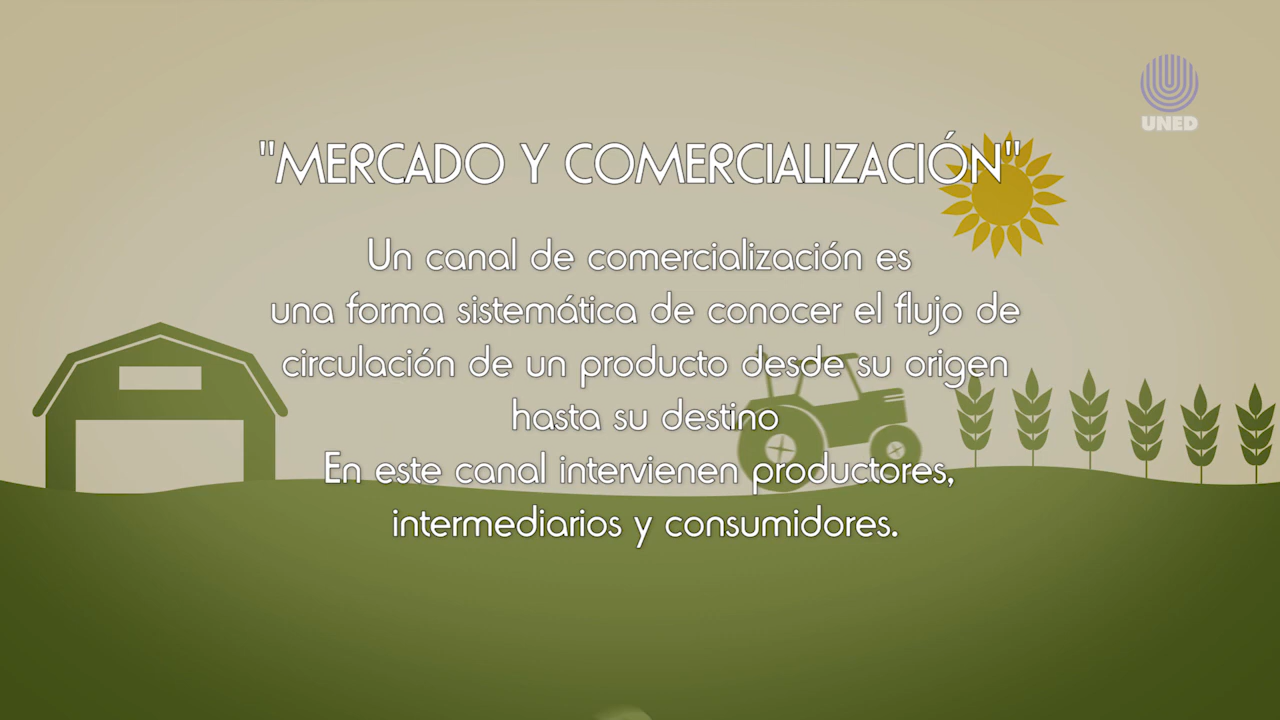 UNED
"MERCADO Y COMERCIALIZACIÓN"
Un canal de comercialización es
una forma sistemática de conocer el flujo de
circulación de un producto desde su origen
hasta su destino
En este canal intervienen productores,
intermediarios y consumidores.